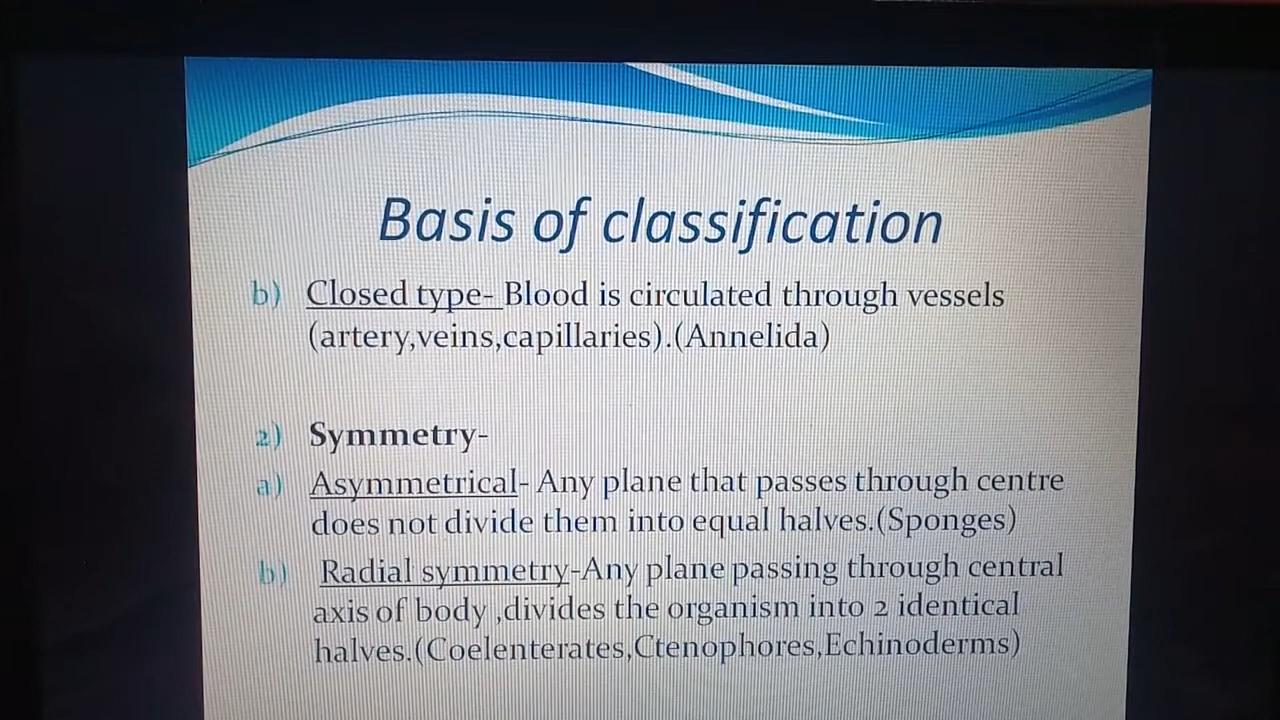 Basis of classification
b) Closed type- Blood is circulated through vessels
(artery,veins,capillaries).(Annelida)
2) Symmetry-
a) Asymmetrical- Any plane that passes through centre
does not divide them into equal halves.(Sponges)
b) Radial symmetry-Any plane passing through central
axis of body ,divides the organism into 2 identical
halves.(Coelenterates,Ctenophores,Echinoderms)